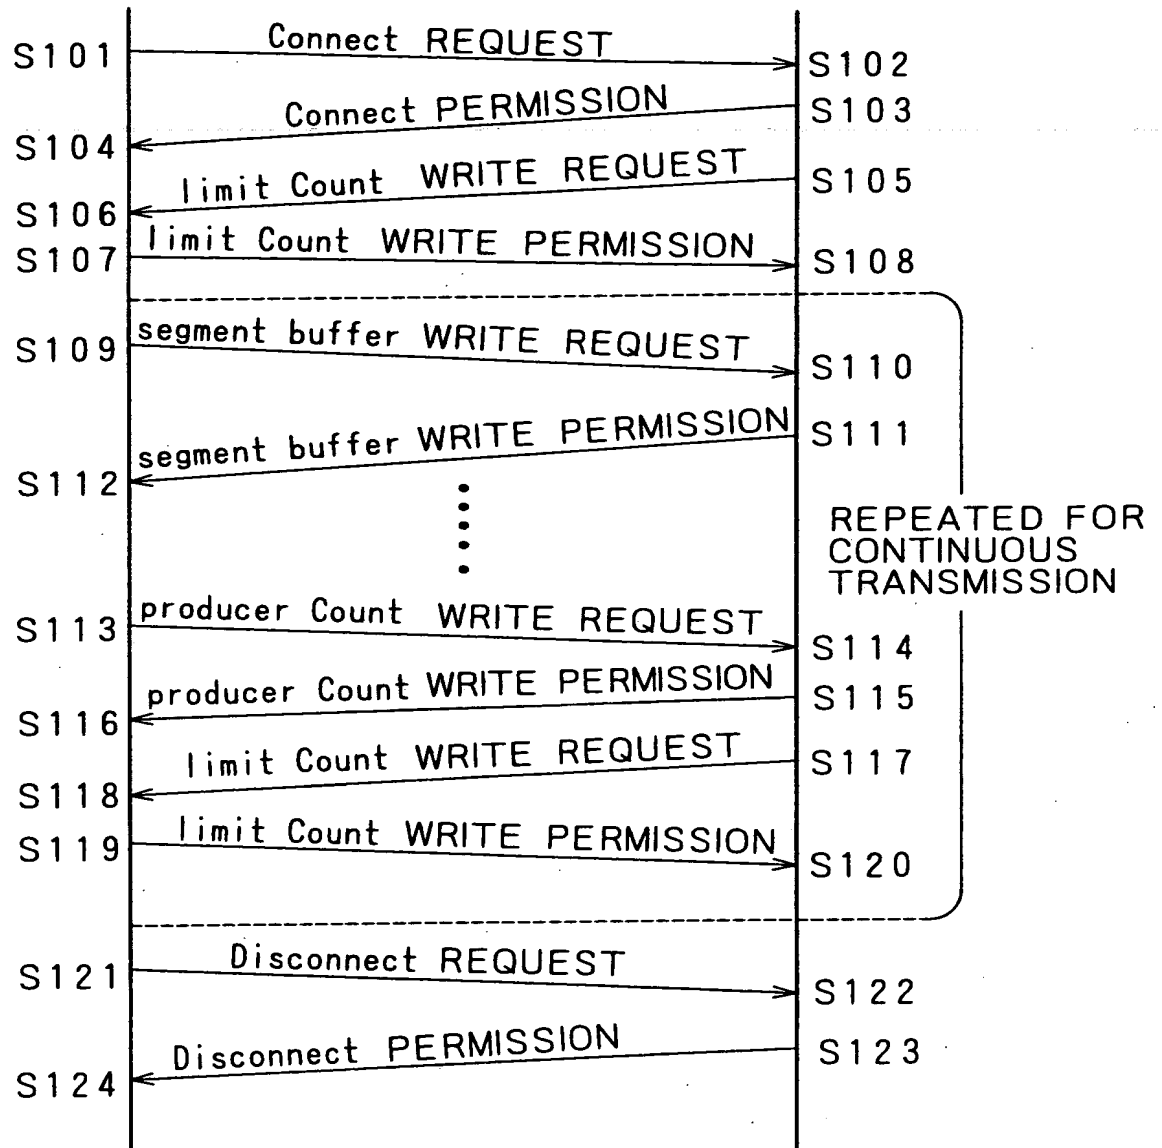 S101
Connect REQUEST
S102
Connect PERMISSION
S103
S104
limit Count WRITE REQUEST
S105
S106
S107
limit Count WRITE PERMISSION
S108
S109
segment buffer WRITE REQUEST
S110
segment buffer WRITE PERMISSION
S111
S112
REPEATED FOR
CONTINUOUS
TRANSMISSION
S113
producer Count WRITE REQUEST
S114
producer Count WRITE PERMISSION
S115
S116
limit Count WRITE REQUEST
S117
S118
S119
limit Count WRITE PERMISSION
S120
S121
Disconnect REQUEST
S122
Disconnect PERMISSION
S123
S124